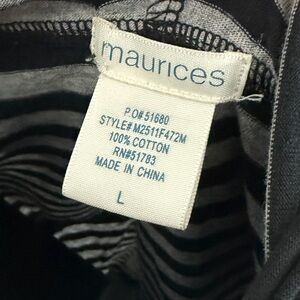 maurices
P.O# 51680
STYLE# M2511F472M
100% COTTON
RN# 51783
MADE IN CHINA
L